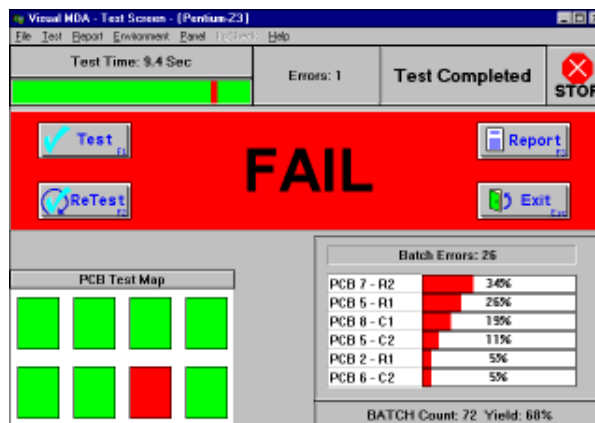 Visual MDA - Test Screen - [Pentium-Z3]
File Test Report Environment Panel Help
Test Time: 9.4 Sec
Errors: 1
Test Completed
STOP
Test F1
Report F3
FAIL
ReTest F2
Exit Esc
PCB Test Map
Batch Errors: 26
PCB 7 - R2 34%
PCB 5 - R1 26%
PCB 8 - C1 19%
PCB 5 - C2 11%
PCB 2 - R1 5%
PCB 6 - C2 5%
BATCH Count: 72 Yield: 68%